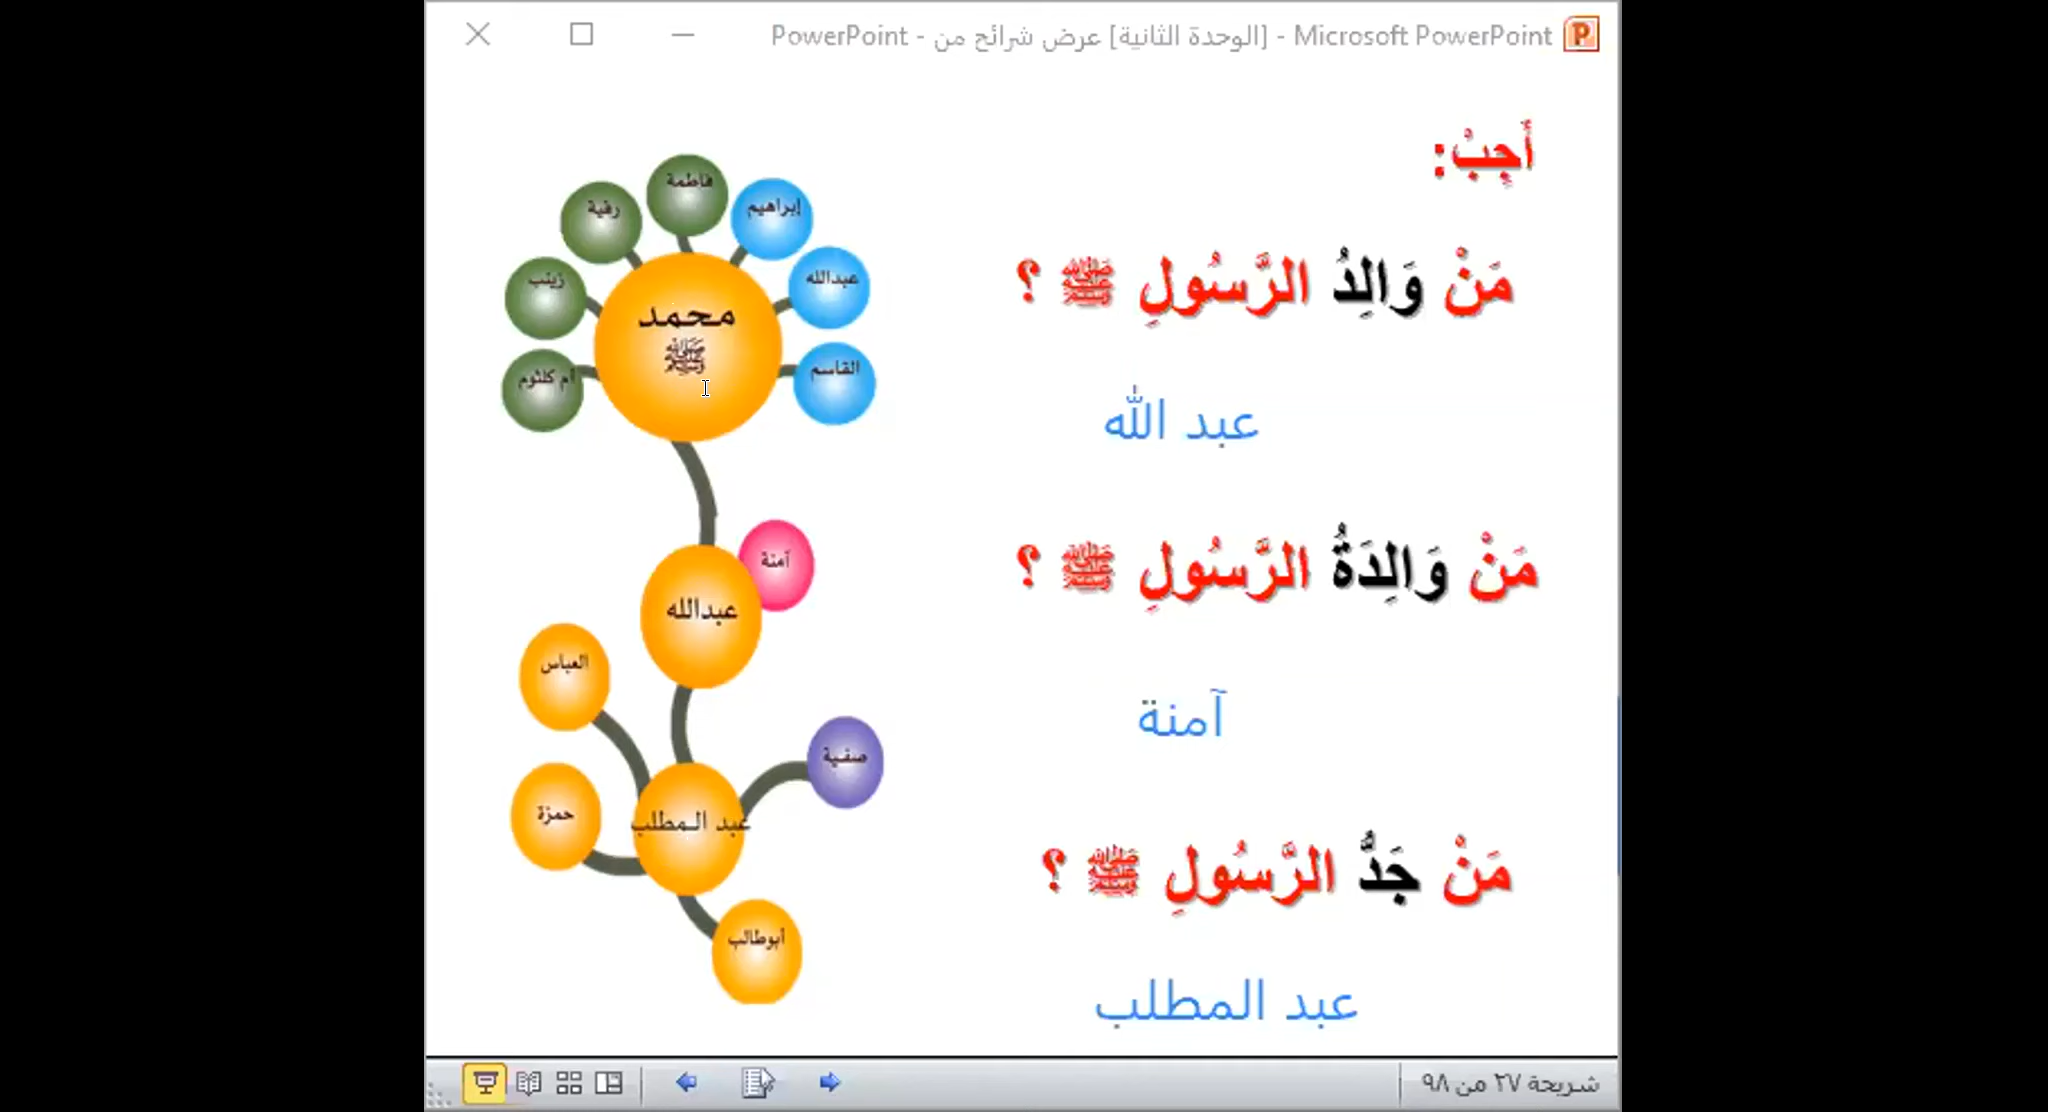 PowerPoint - عرض شرائح من [الوحدة الثانية] - Microsoft PowerPoint
أَجِبْ:
مَنْ وَالِدُ الرَّسُولِ ﷺ ؟
عبد الله
مَنْ وَالِدَةُ الرَّسُولِ ﷺ ؟
آمنة
مَنْ جَدُّ الرَّسُولِ ﷺ ؟
عبد المطلب
فاطمة
إبراهيم
رقية
عبدالله
زينب
محمد
ﷺ
القاسم
أم كلثوم
آمنة
عبدالله
العباس
صفية
حمزة
عبد المطلب
أبوطالب
شريحة ٢٧ من ٩٨